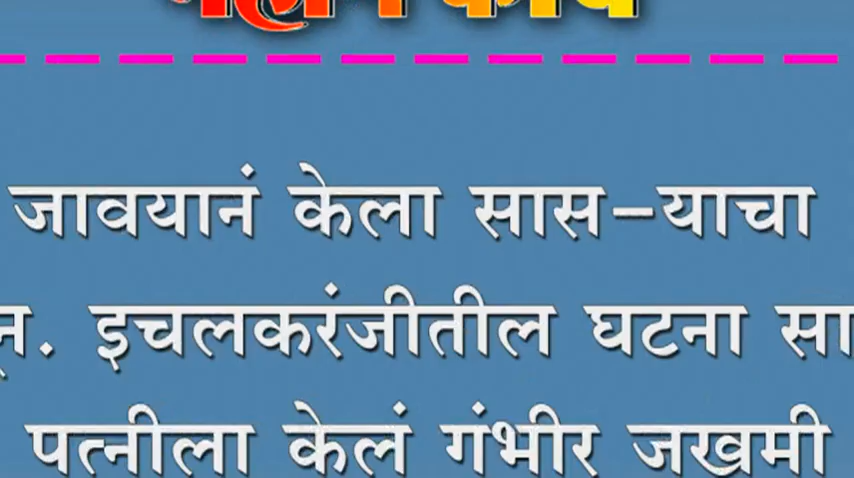 जावयानं केला सास-याचा
इचलकरंजीतील घटना
पत्नीला केलं गंभीर जखमी